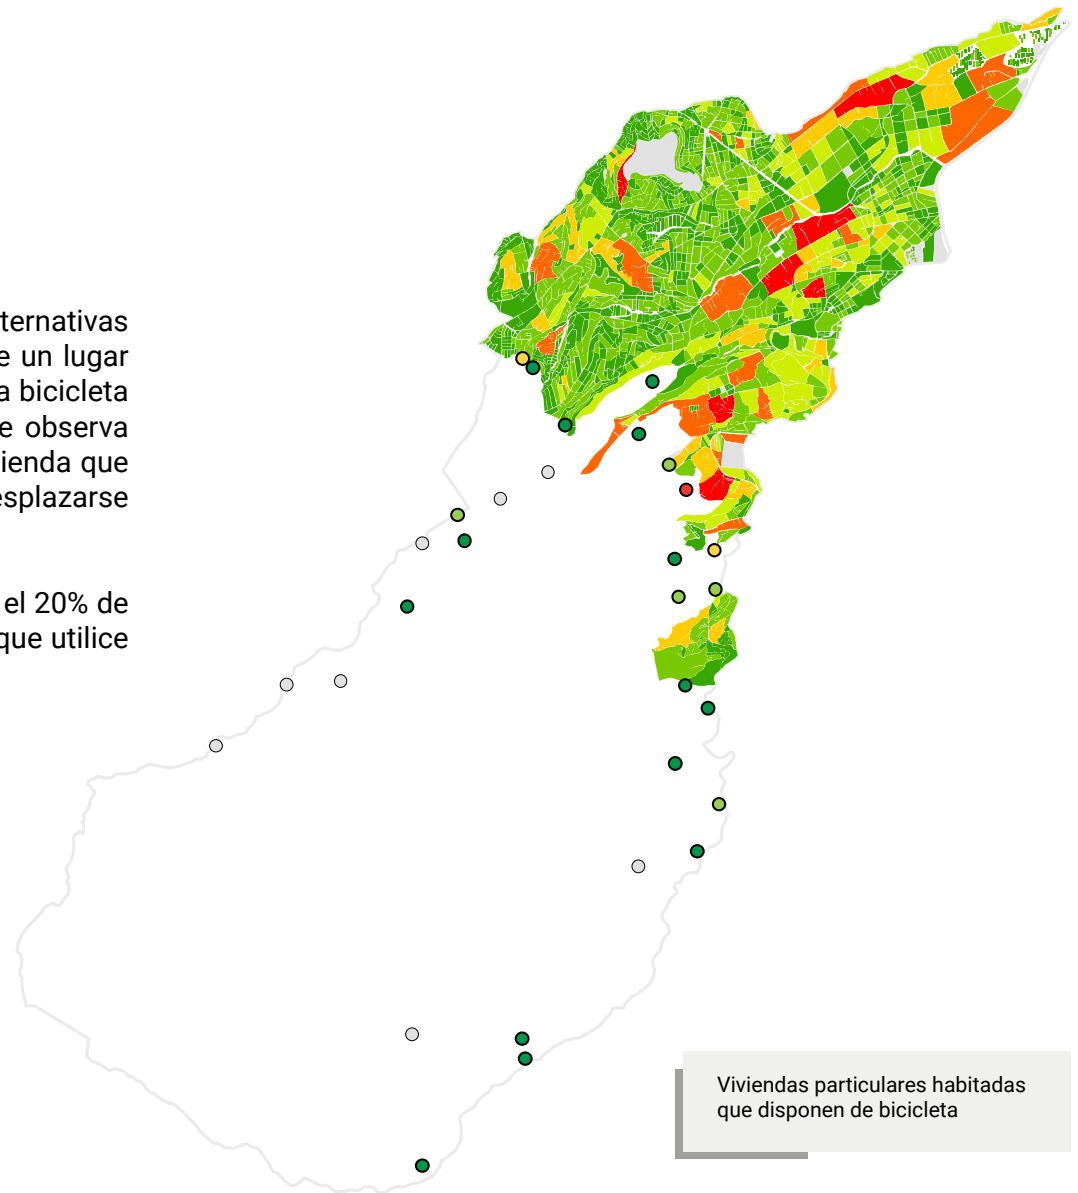 ternativas
e un lugar
a bicicleta
e observa
ienda que
esplazarse
el 20% de
que utilice
Viviendas particulares habitadas
que disponen de bicicleta